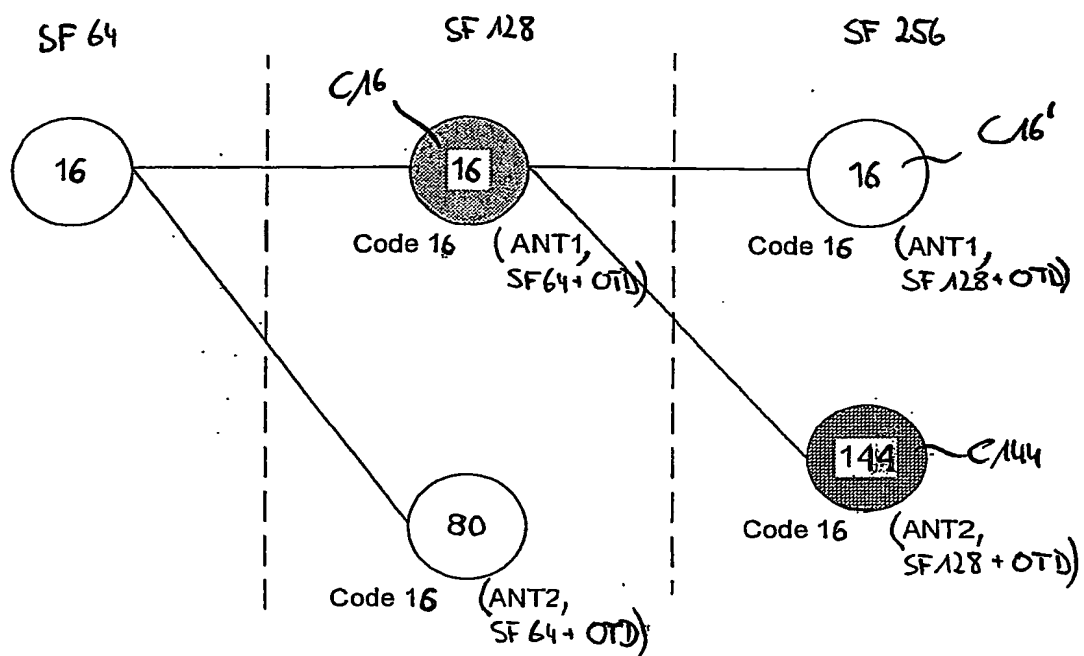 SF 64
SF 128
SF 256
C16
C16'
16
16
16
Code 16
(ANT1,
SF64+OTD)
Code 16
(ANT1,
SF128+OTD)
144
C144
Code 16
(ANT2,
SF128+OTD)
80
Code 16
(ANT2,
SF64+OTD)